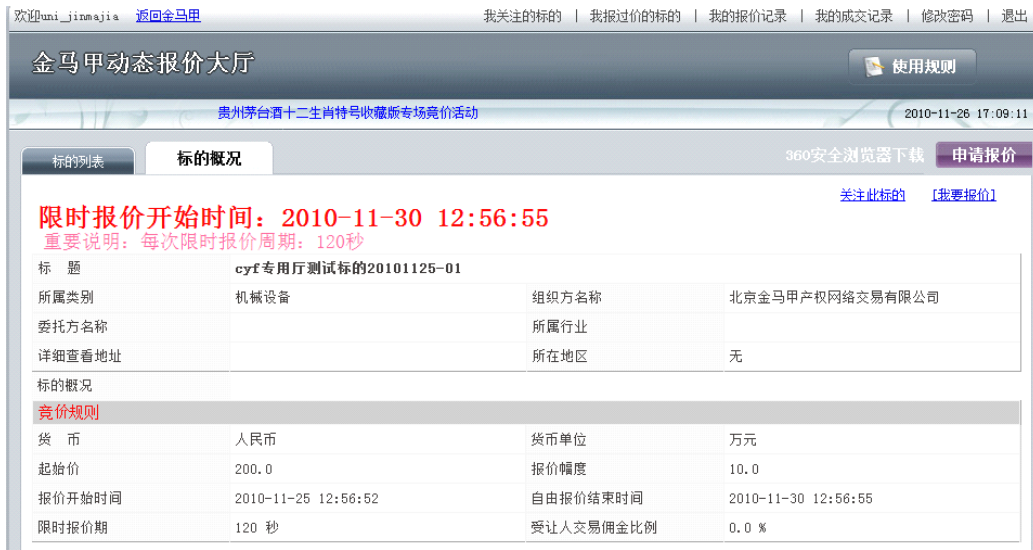 欢迎uni_jinmajia 返回金马甲 我关注的标的 | 我报过价的标的 | 我的报价记录 | 我的成交记录 | 修改密码 | 退出
金马甲动态报价大厅 使用规则
贵州茅台酒十二生肖特号收藏版专场竞价活动 2010-11-26 17:09:11
标的列表 标的概况 360安全浏览器下载 申请报价
关注此标的 [我要报价]
限时报价开始时间：2010-11-30 12:56:55
重要说明：每次限时报价周期：120秒
标 题 cyf专用厅测试标的20101125-01
所属类别 机械设备 组织方名称 北京金马甲产权网络交易有限公司
委托方名称 所属行业
详细查看地址 所在地区 无
标的概况
竞价规则
货 币 人民币 货币单位 万元
起始价 200.0 报价幅度 10.0
报价开始时间 2010-11-25 12:56:52 自由报价结束时间 2010-11-30 12:56:55
限时报价期 120 秒 受让人交易佣金比例 0.0 %